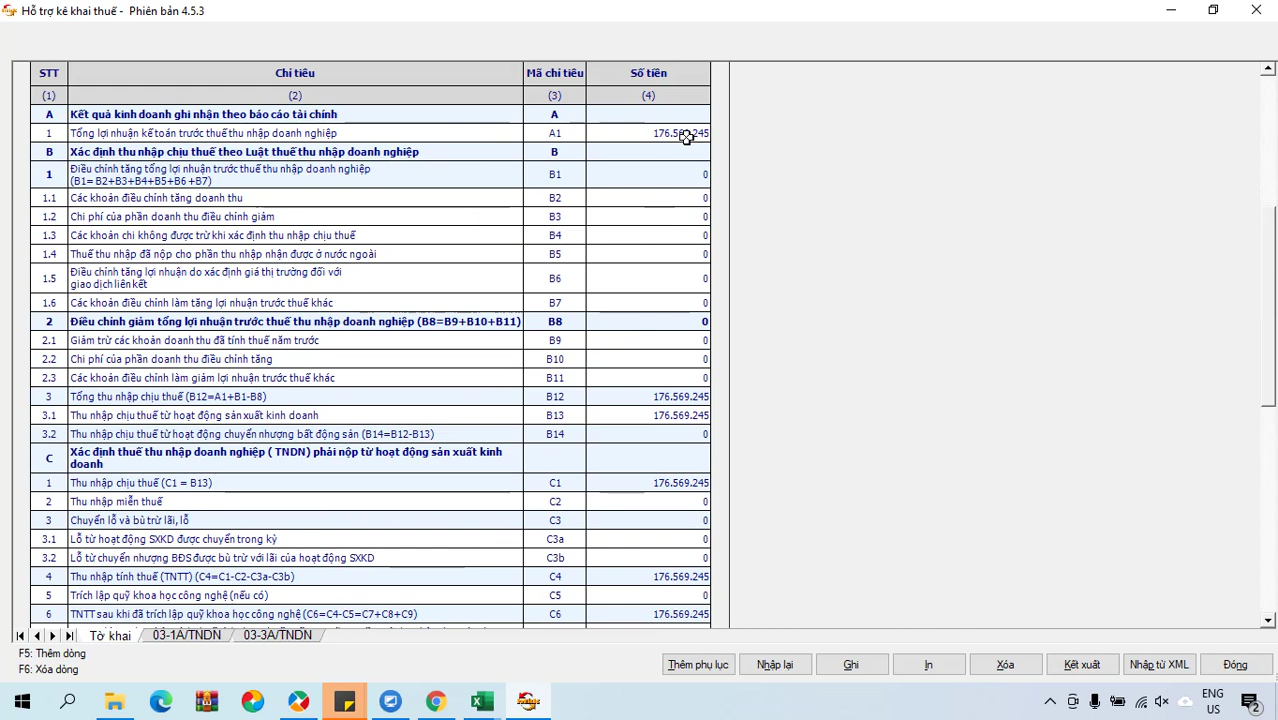 Hỗ trợ kê khai thuế - Phiên bản 4.5.3
STT Chỉ tiêu Mã chỉ tiêu Số tiền
(1) (2) (3) (4)
A Kết quả kinh doanh ghi nhận theo báo cáo tài chính A
1 Tổng lợi nhuận kế toán trước thuế thu nhập doanh nghiệp A1 176.569.245
B Xác định thu nhập chịu thuế theo Luật thuế thu nhập doanh nghiệp B
1 Điều chỉnh tăng tổng lợi nhuận trước thuế thu nhập doanh nghiệp
(B1= B2+B3+B4+B5+B6 +B7) B1 0
1.1 Các khoản điều chỉnh tăng doanh thu B2 0
1.2 Chi phí của phần doanh thu điều chỉnh giảm B3 0
1.3 Các khoản chi không được trừ khi xác định thu nhập chịu thuế B4 0
1.4 Thuế thu nhập đã nộp cho phần thu nhập nhận được ở nước ngoài B5 0
1.5 Điều chỉnh tăng lợi nhuận do xác định giá thị trường đối với
giao dịch liên kết B6 0
1.6 Các khoản điều chỉnh làm tăng lợi nhuận trước thuế khác B7 0
2 Điều chỉnh giảm tổng lợi nhuận trước thuế thu nhập doanh nghiệp (B8=B9+B10+B11) B8 0
2.1 Giảm trừ các khoản doanh thu đã tính thuế năm trước B9 0
2.2 Chi phí của phần doanh thu điều chỉnh tăng B10 0
2.3 Các khoản điều chỉnh làm giảm lợi nhuận trước thuế khác B11 0
3 Tổng thu nhập chịu thuế (B12=A1+B1-B8) B12 176.569.245
3.1 Thu nhập chịu thuế từ hoạt động sản xuất kinh doanh B13 176.569.245
3.2 Thu nhập chịu thuế từ hoạt động chuyển nhượng bất động sản (B14=B12-B13) B14 0
C Xác định thuế thu nhập doanh nghiệp ( TNDN) phải nộp từ hoạt động sản xuất kinh
doanh
1 Thu nhập chịu thuế (C1 = B13) C1 176.569.245
2 Thu nhập miễn thuế C2 0
3 Chuyển lỗ và bù trừ lãi, lỗ C3 0
3.1 Lỗ từ hoạt động SXKD được chuyển trong kỳ C3a 0
3.2 Lỗ từ chuyển nhượng BĐS được bù trừ với lãi của hoạt động SXKD C3b 0
4 Thu nhập tính thuế (TNTT) (C4=C1-C2-C3a-C3b) C4 176.569.245
5 Trích lập quỹ khoa học công nghệ (nếu có) C5 0
6 TNTT sau khi đã trích lập quỹ khoa học công nghệ (C6=C4-C5=C7+C8+C9) C6 176.569.245
Tờ khai 03-1A/TNDN 03-3A/TNDN
F5: Thêm dòng
F6: Xóa dòng
Thêm phụ lục Nhập lại Ghi In Xóa Kết xuất Nhập từ XML Đóng
ENG
VN
2